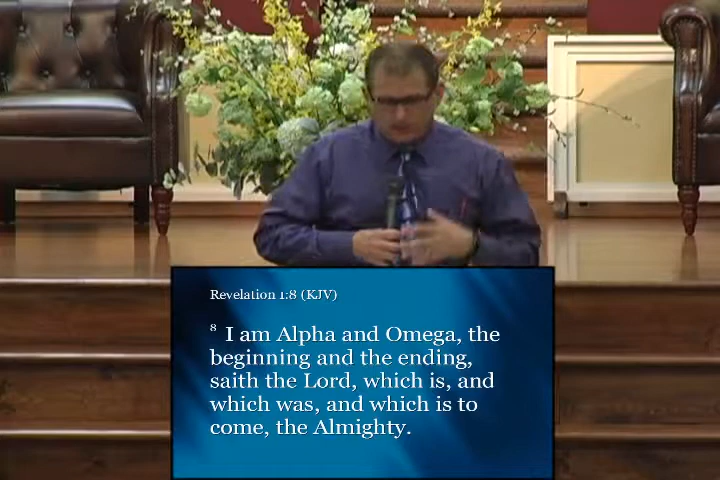 Revelation 1:8 (KJV)
8 I am Alpha and Omega, the
beginning and the ending,
saith the Lord, which is, and
which was, and which is to
come, the Almighty.